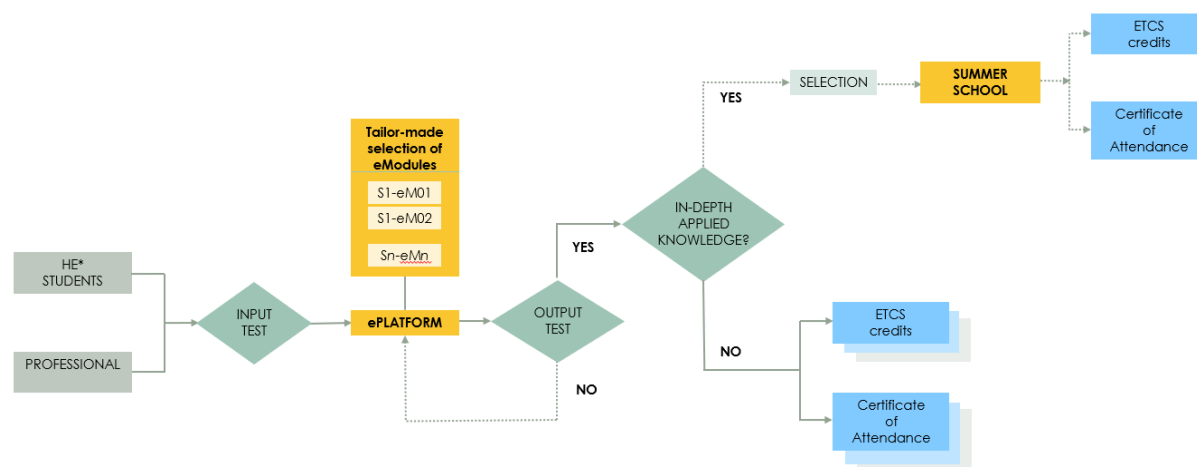 HE*
STUDENTS
PROFESSIONAL
INPUT
TEST
Tailor-made
selection of
eModules
S1-eM01
S1-eM02
Sn-eMn
ePLATFORM
OUTPUT
TEST
YES
NO
IN-DEPTH
APPLIED
KNOWLEDGE?
YES
NO
SELECTION
SUMMER
SCHOOL
ETCS
credits
Certificate
of
Attendance
ETCS
credits
Certificate
of
Attendance